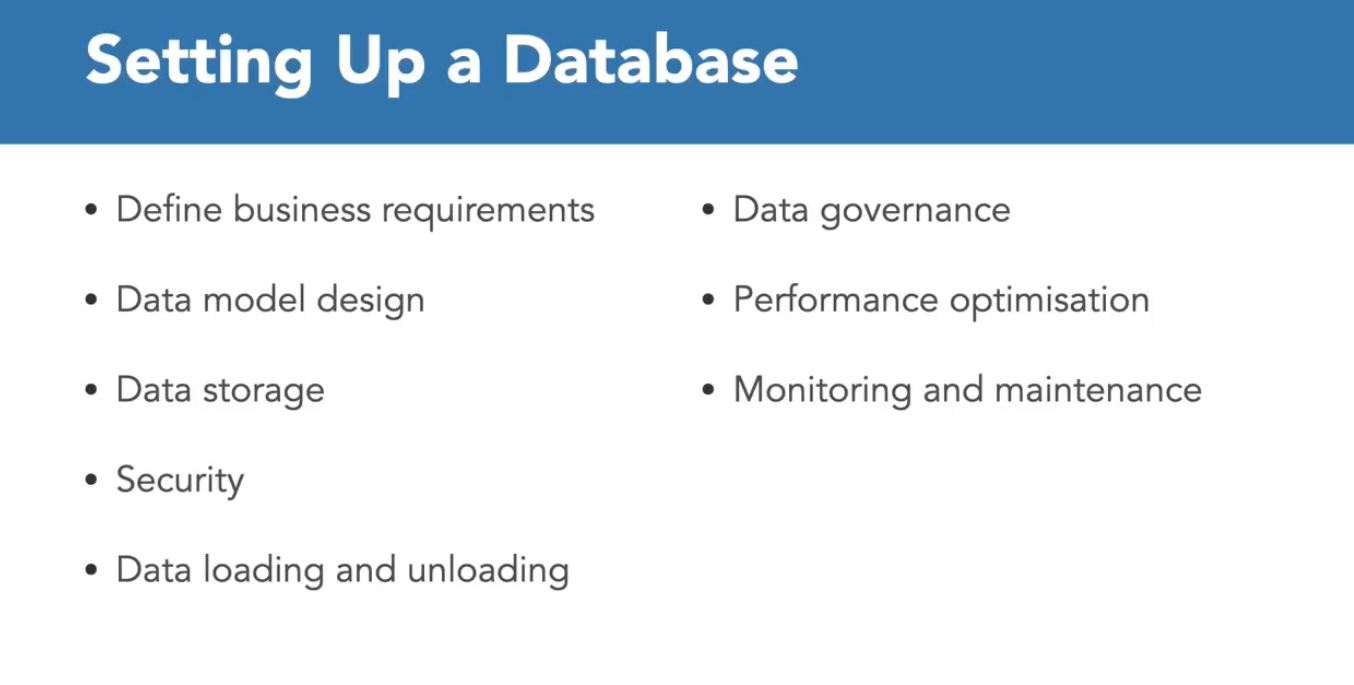 Setting Up a Database
• Define business requirements
• Data model design
• Data storage
• Security
• Data loading and unloading
• Data governance
• Performance optimisation
• Monitoring and maintenance